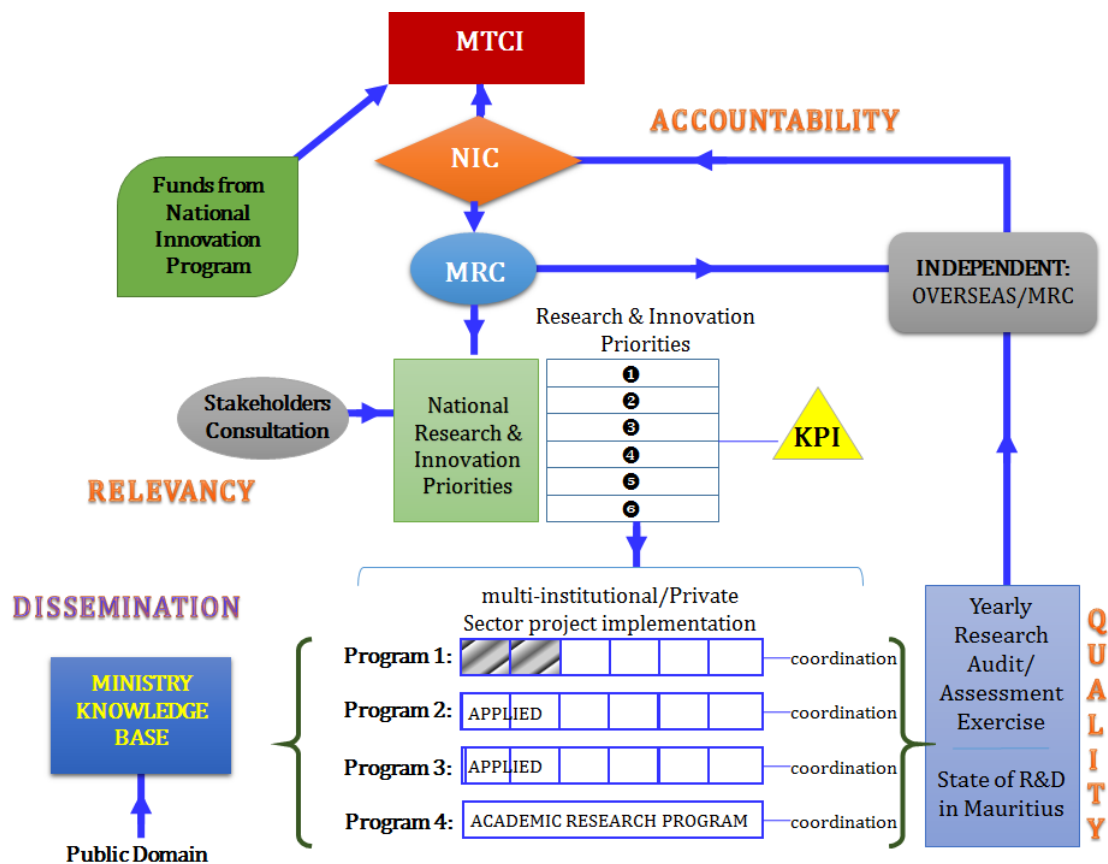 MTCI
ACCOUNTABILITY
NIC
Funds from
National
Innovation
Program
MRC
INDEPENDENT:
OVERSEAS/MRC
Research & Innovation
Priorities
Stakeholders
Consultation
National
Research &
Innovation
Priorities
❶
❷
❸
❹
❺
❻
KPI
RELEVANCY
DISSEMINATION
multi-institutional/Private
Sector project implementation
Program 1:
coordination
Program 2:
APPLIED
coordination
Program 3:
APPLIED
coordination
Program 4:
ACADEMIC RESEARCH PROGRAM
coordination
MINISTRY
KNOWLEDGE
BASE
Public Domain
Yearly
Research
Audit/
Assessment
Exercise
State of R&D
in Mauritius
QUALITY